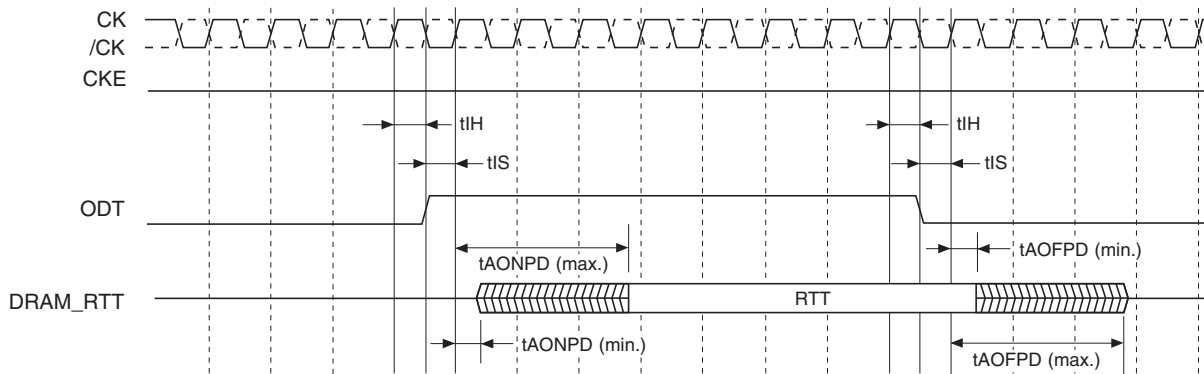 CK
/CK
CKE
tIH
tIH
tIS
tIS
ODT
tAONPD (max.)
tAOFPD (min.)
DRAM_RTT
RTT
tAONPD (min.)
tAOFPD (max.)